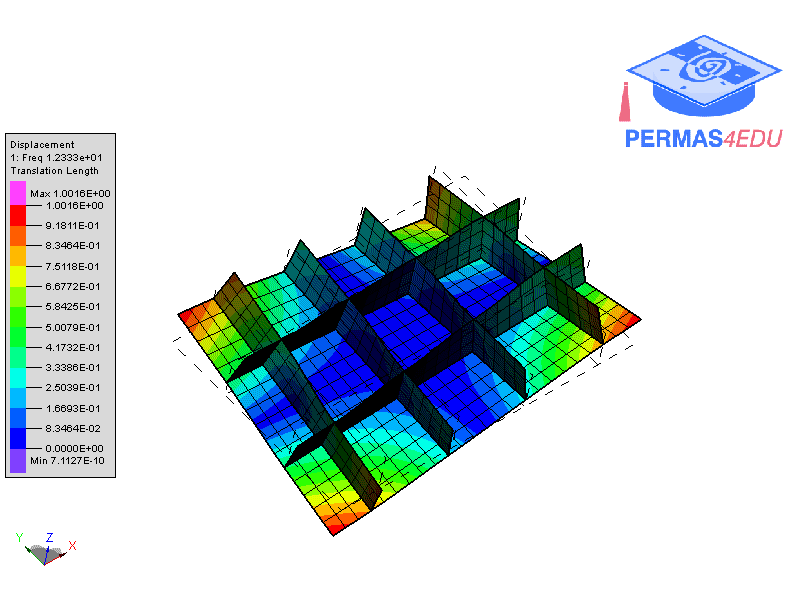 PERMAS4EDU
Displacement
1: Freq 1.2333e+01
Translation Length
Max 1.0016E+00
1.0016E+00
9.1811E-01
8.3464E-01
7.5118E-01
6.6772E-01
5.8425E-01
5.0079E-01
4.1732E-01
3.3386E-01
2.5039E-01
1.6693E-01
8.3464E-02
0.0000E+00
Min 7.1127E-10
Y Z X